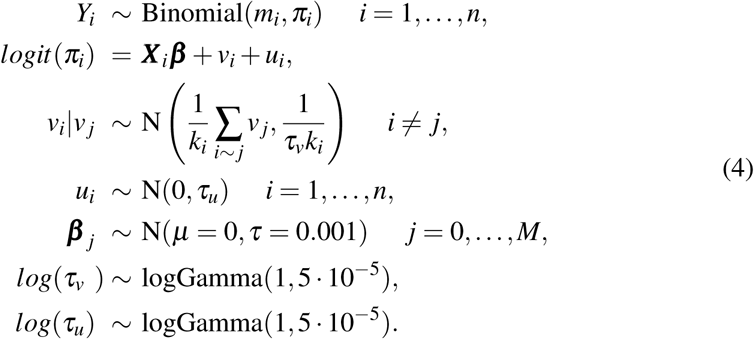 Y_i ∼ Binomial(m_i, π_i) i = 1, …, n,
logit(π_i) = X_i β + v_i + u_i,
v_i|v_j ∼ N( 1/k_i ∑_{i∼j} v_j, 1/(τ_v k_i) ) i ≠ j,
(4)
u_i ∼ N(0, τ_u) i = 1, …, n,
β_j ∼ N(μ = 0, τ = 0.001) j = 0, …, M,
log(τ_v ) ∼ logGamma(1, 5 · 10^{−5}),
log(τ_u) ∼ logGamma(1, 5 · 10^{−5}).